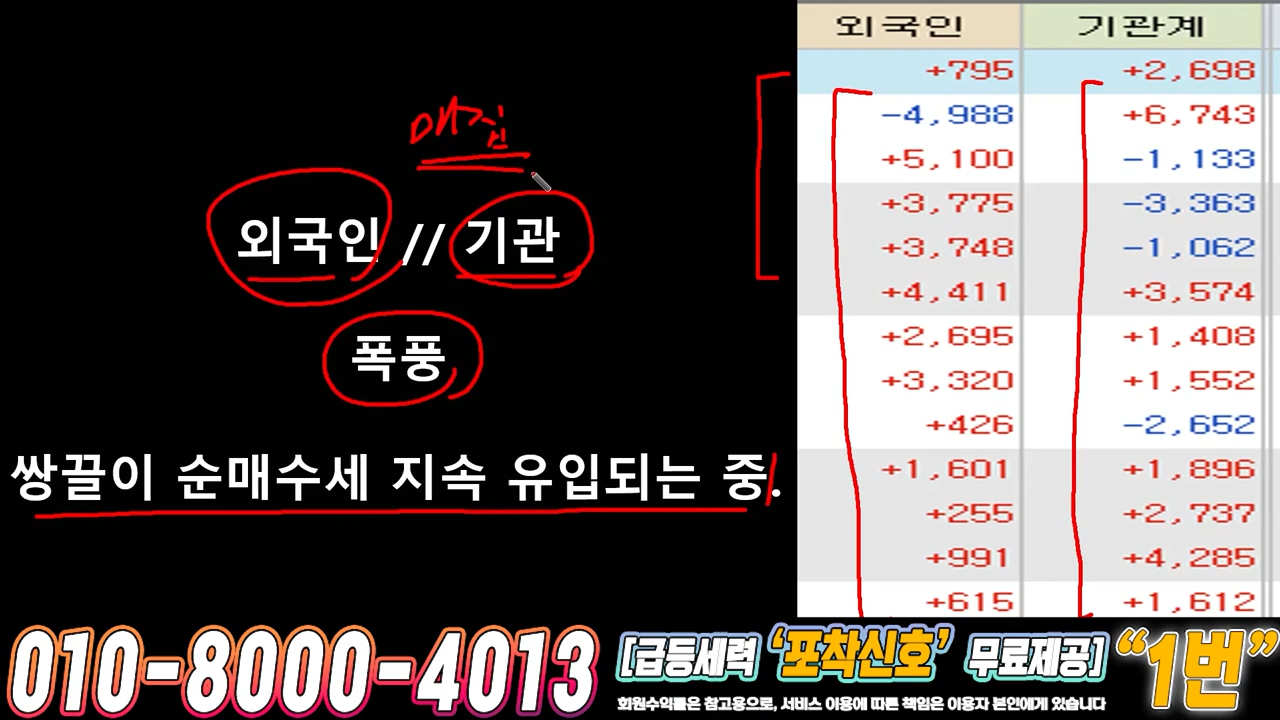 매집
외국인 // 기관
폭풍
쌍끌이 순매수세 지속 유입되는 중.
외국인 기관계
+795 +2,698
-4,988 +6,743
+5,100 -1,133
+3,775 -3,363
+3,748 -1,062
+4,411 +3,574
+2,695 +1,408
+3,320 +1,552
+426 -2,652
+1,601 +1,896
+255 +2,737
+991 +4,285
+615 +1,612
010-8000-4013
[급등세력 '포착신호' 무료제공] "1번"
회원수익률은 참고용으로, 서비스 이용에 따른 책임은 이용자 본인에게 있습니다